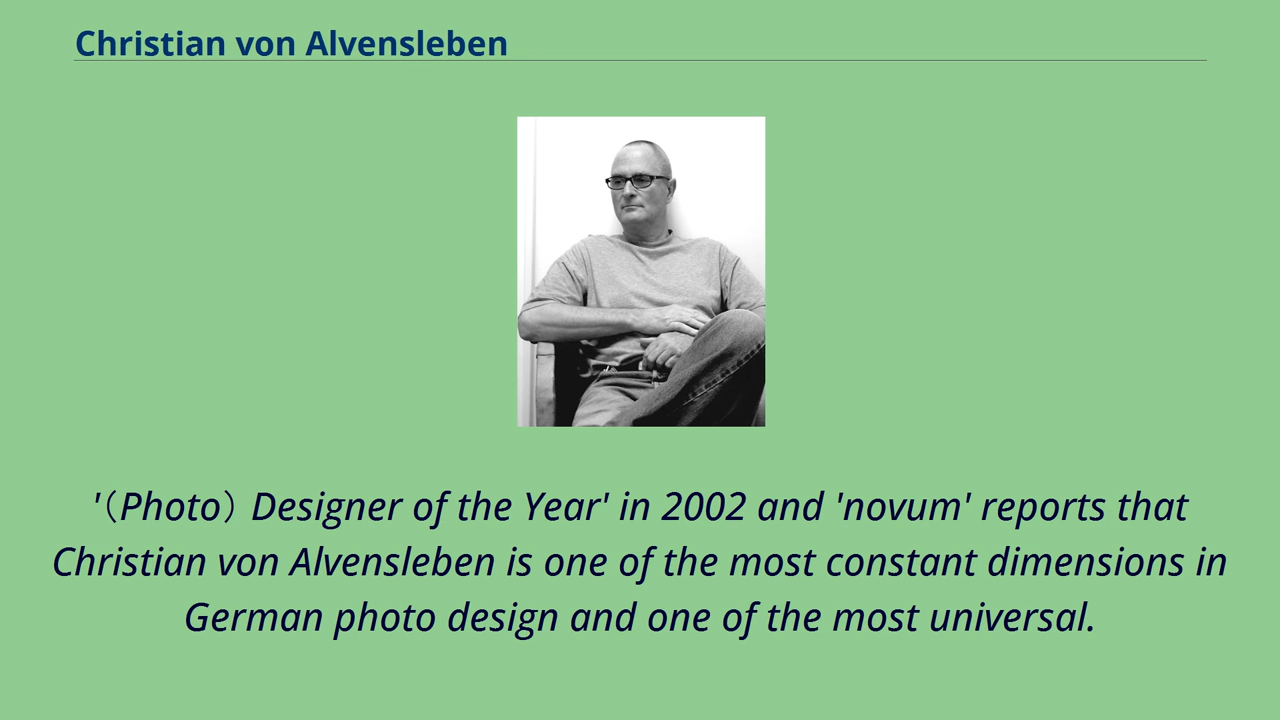 Christian von Alvensleben
'（Photo）Designer of the Year' in 2002 and 'novum' reports that
Christian von Alvensleben is one of the most constant dimensions in
German photo design and one of the most universal.